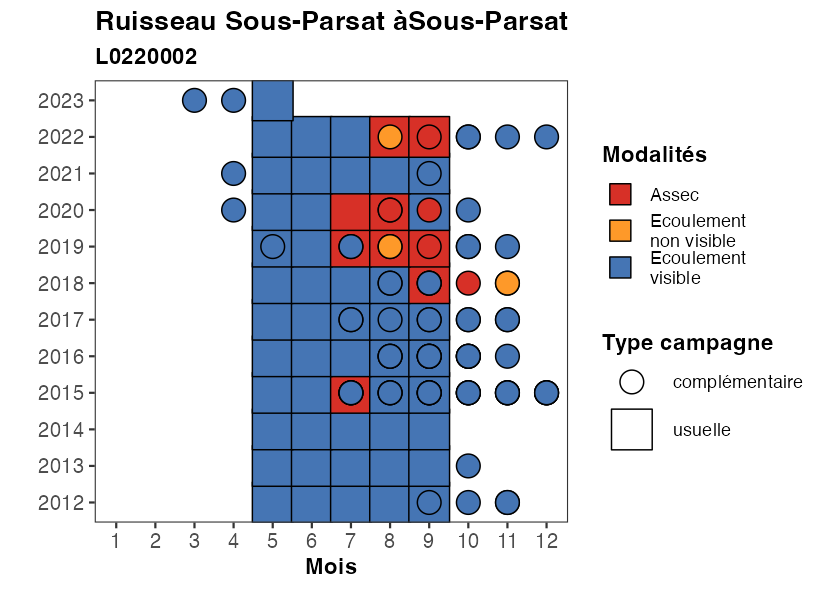 Ruisseau Sous-Parsat àSous-Parsat
L0220002
2023
2022
2021
2020
2019
2018
2017
2016
2015
2014
2013
2012
1 2 3 4 5 6 7 8 9 10 11 12
Mois
Modalités
Assec
Ecoulement
non visible
Ecoulement
visible
Type campagne
complémentaire
usuelle